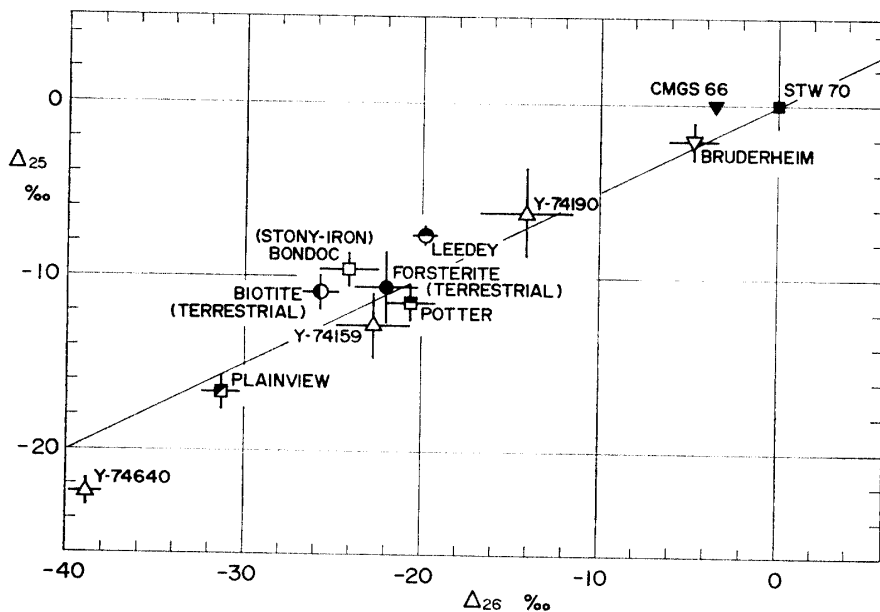 0
CMGS 66
STW 70
Δ25
‰
BRUDERHEIM
Y-74190
(STONY-IRON)
BONDOC
LEEDEY
-10
FORSTERITE
(TERRESTRIAL)
BIOTITE
(TERRESTRIAL)
POTTER
Y-74159
PLAINVIEW
-20
Y-74640
-40
-30
-20
-10
0
Δ26 ‰